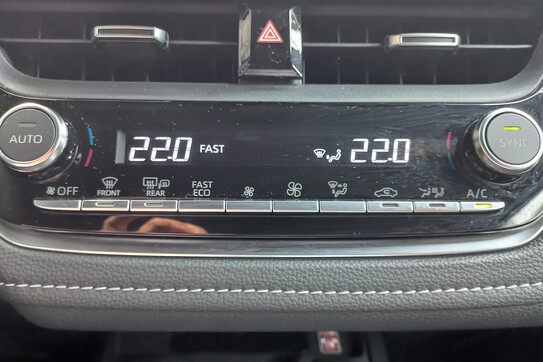 AUTO
22.0 FAST 22.0
SYNC
OFF FRONT REAR FAST ECO A/C